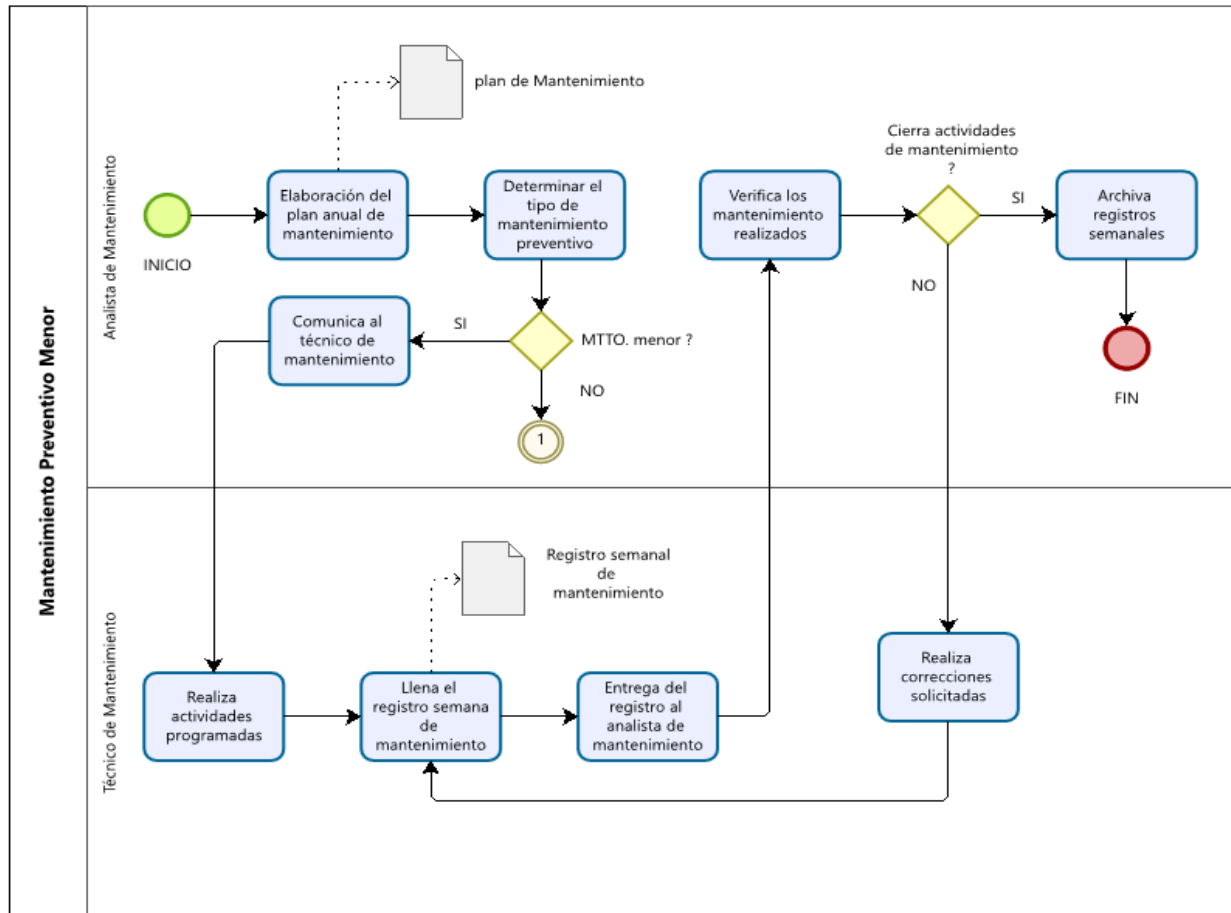 Mantenimiento Preventivo Menor
Analista de Mantenimiento
plan de Mantenimiento
INICIO
Elaboración del
plan anual de
mantenimiento
Determinar el
tipo de
mantenimiento
preventivo
MTTO. menor ?
SI
NO
1
Comunica al
técnico de
mantenimiento
Verifica los
mantenimiento
realizados
Cierra actividades
de mantenimiento
?
SI
NO
Archiva
registros
semanales
FIN
Técnico de Mantenimiento
Registro semanal
de
mantenimiento
Realiza
actividades
programadas
Llena el
registro semana
de
mantenimiento
Entrega del
registro al
analista de
mantenimiento
Realiza
correcciones
solicitadas